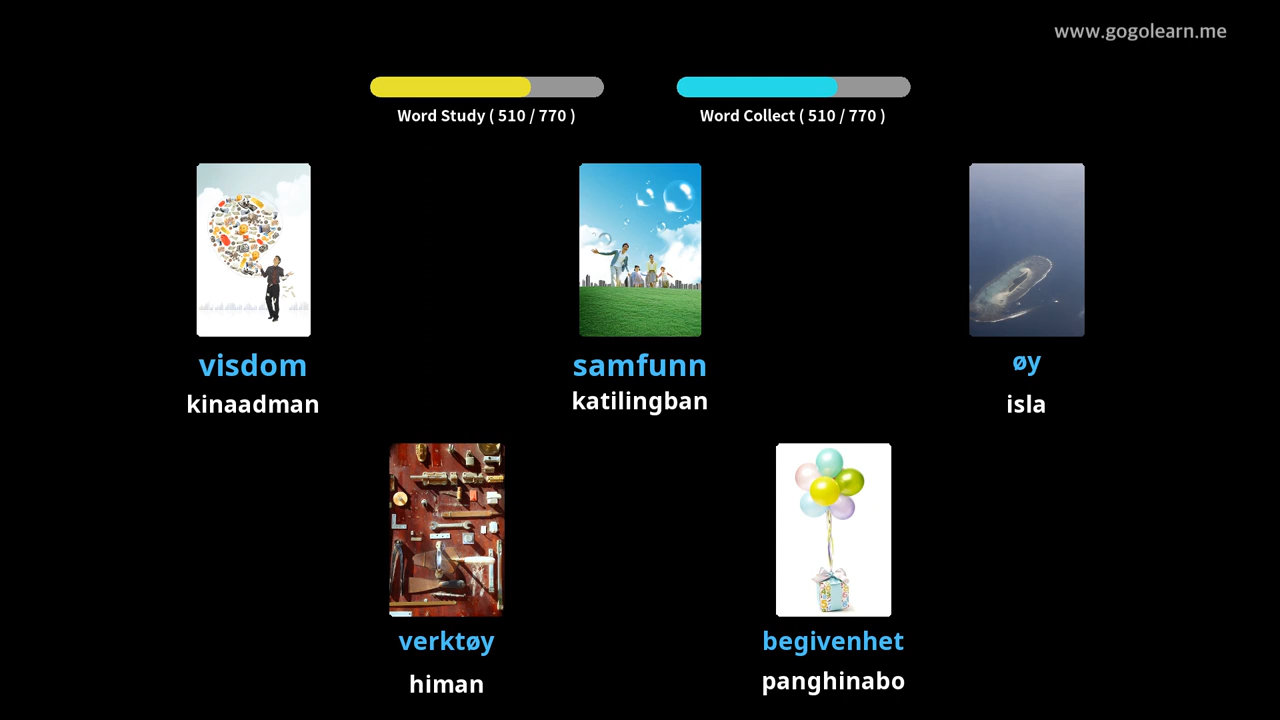 www.gogolearn.me
Word Study ( 510 / 770 )
Word Collect ( 510 / 770 )
visdom
kinaadman
samfunn
katilingban
øy
isla
verktøy
himan
begivenhet
panghinabo